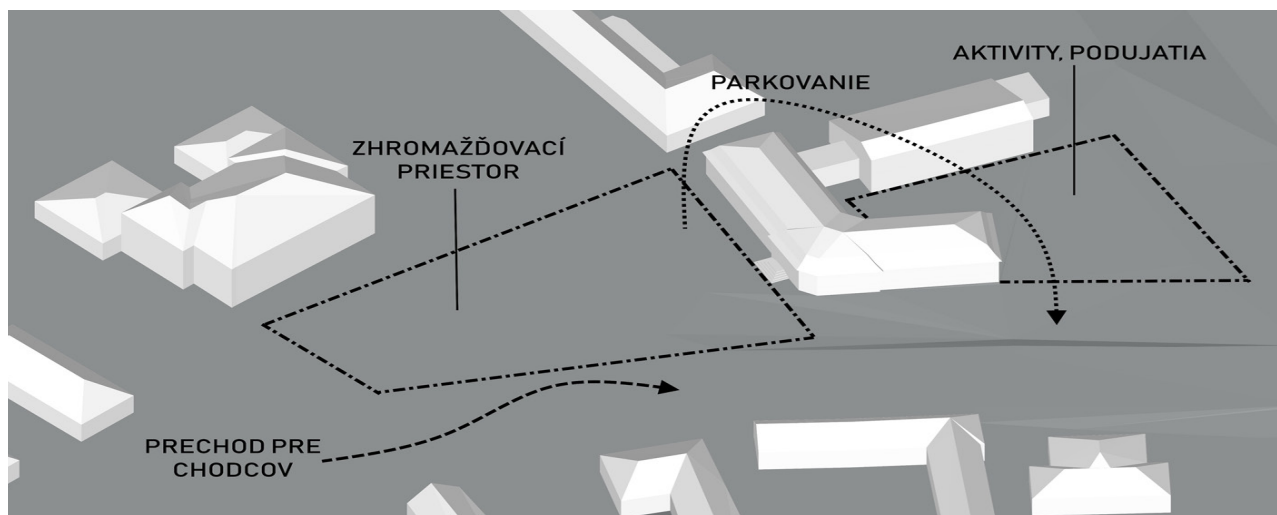 AKTIVITY, PODUJATIA
PARKOVANIE
ZHROMAŽĎOVACÍ
PRIESTOR
PRECHOD PRE
CHODCOV